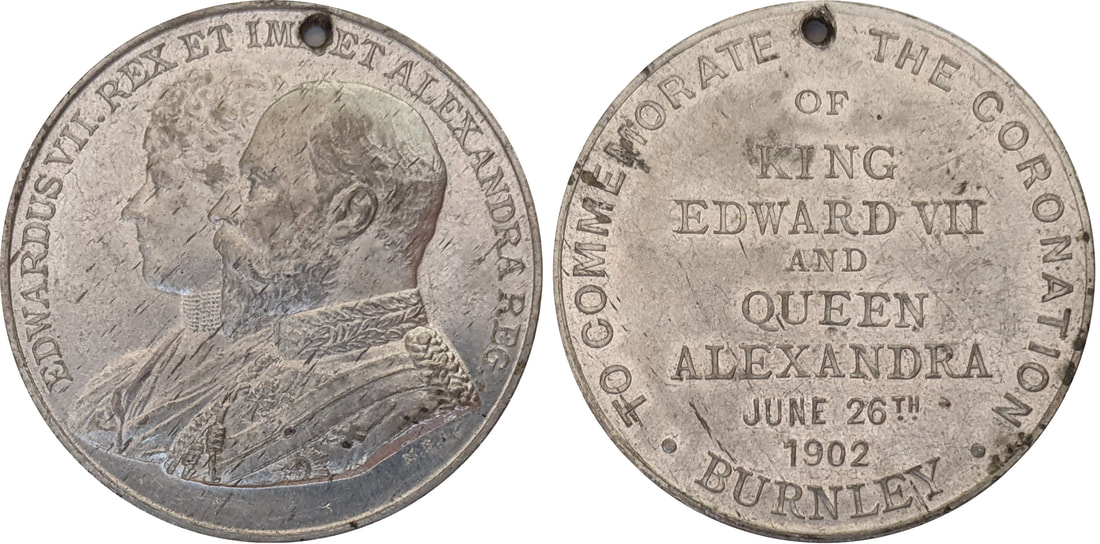 EDWARDUS VII. REX ET IM ET ALEXANDRA REG
TO COMMEMORATE THE CORONATION
OF
KING
EDWARD VII
AND
QUEEN
ALEXANDRA
JUNE 26TH
1902
• BURNLEY •